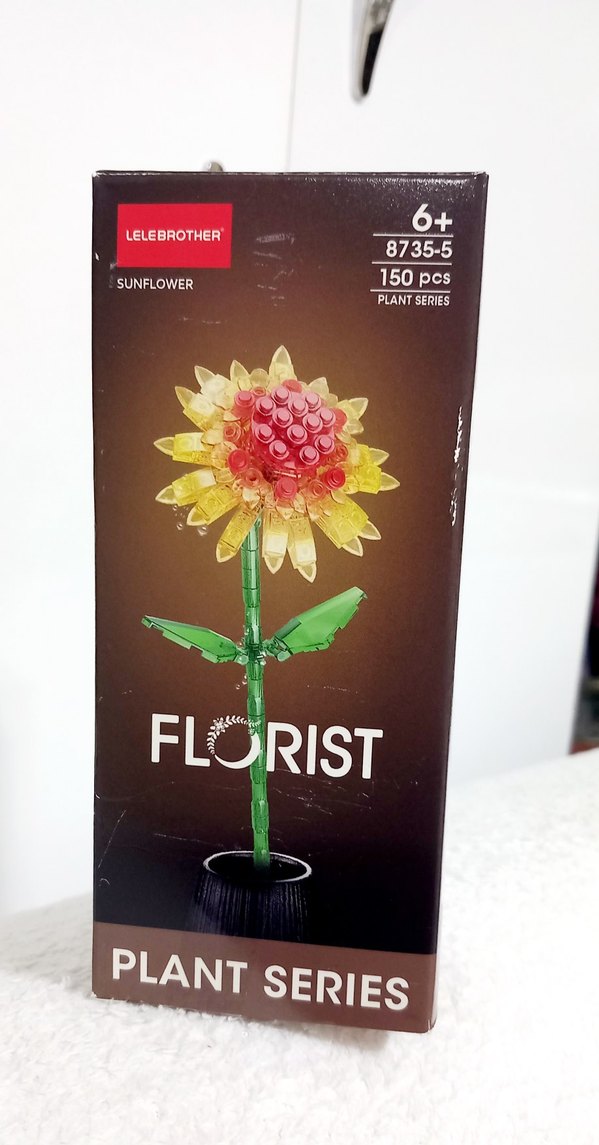 LELEBROTHER®
SUNFLOWER
6+
8735-5
150 pcs
PLANT SERIES
FLORIST
PLANT SERIES